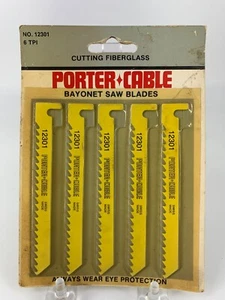 NO. 12301
6 TPI
CUTTING FIBERGLASS
PORTER+CABLE
BAYONET SAW BLADES
12301
PORTER+CABLE
12301
PORTER+CABLE
12301
PORTER+CABLE
12301
PORTER+CABLE
12301
PORTER+CABLE
ALWAYS WEAR EYE PROTECTION